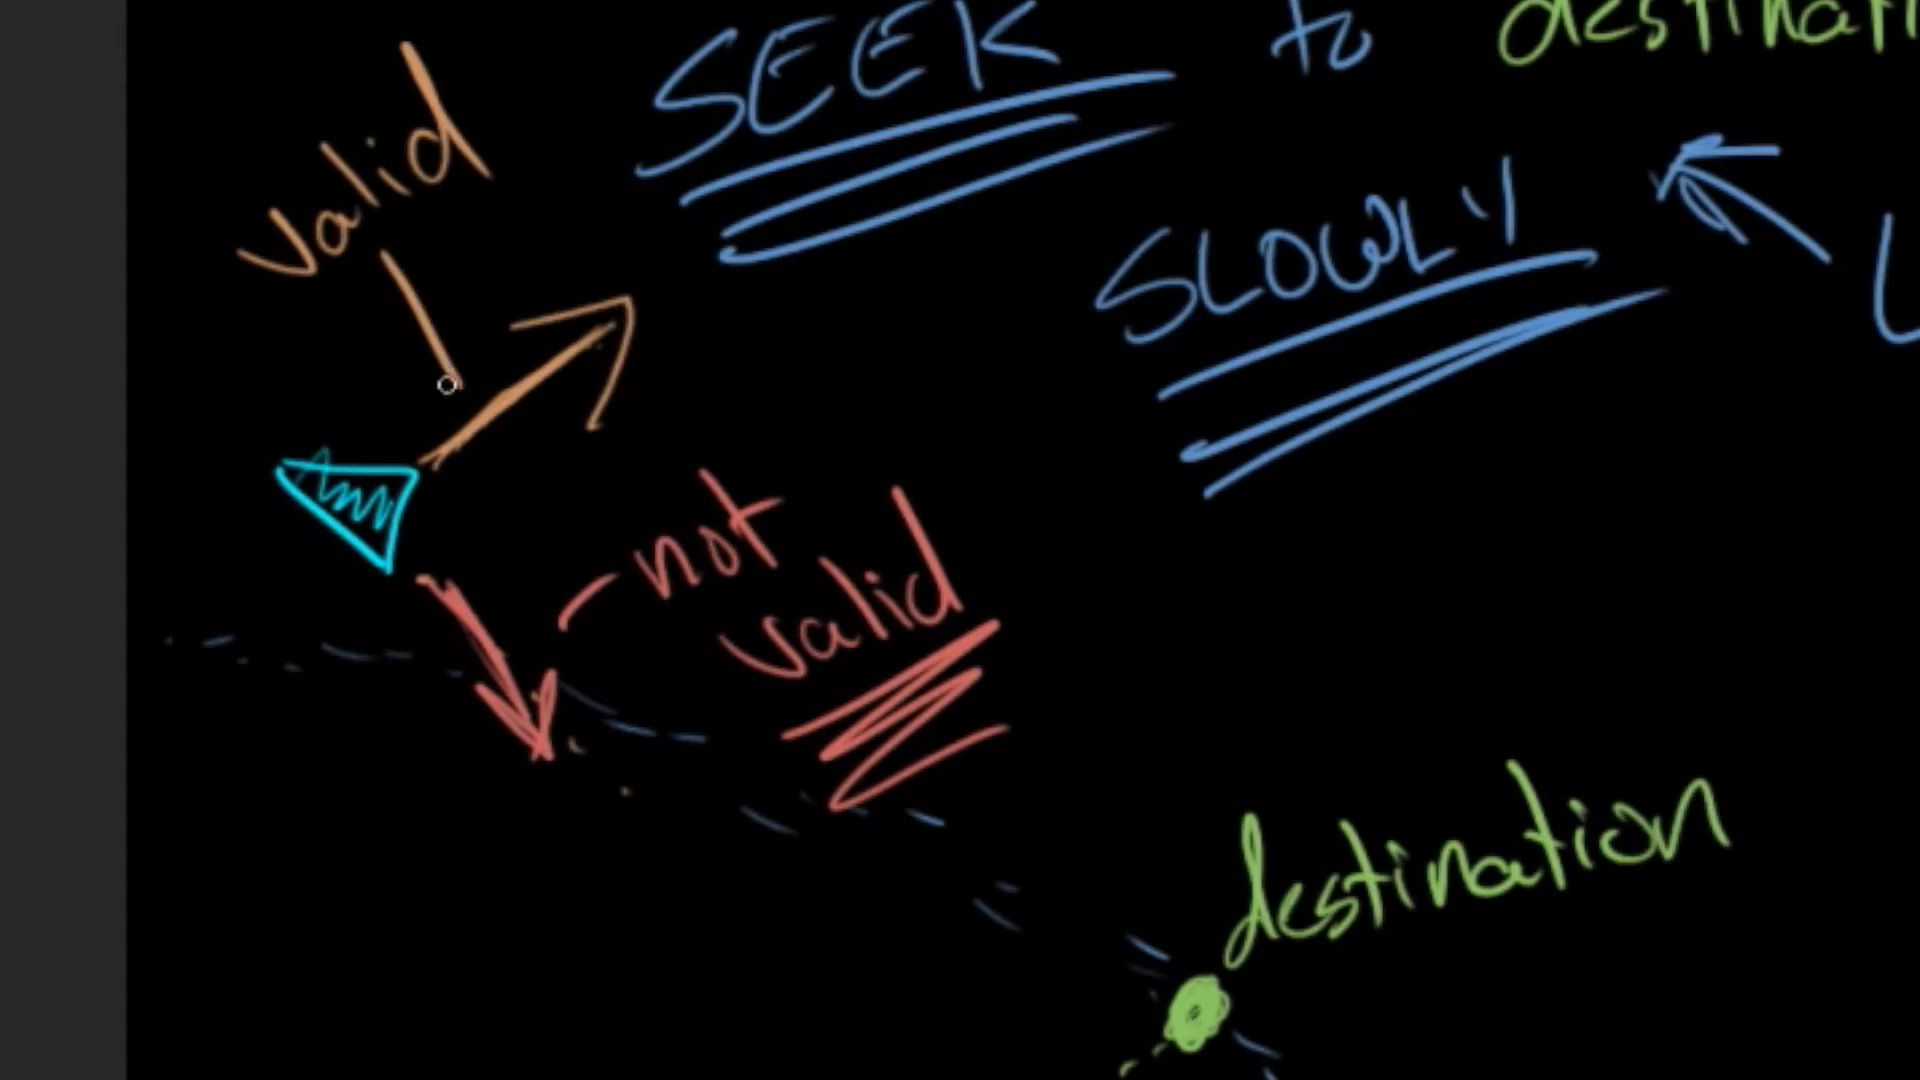 SEEK to destinati
valid
SLOWLY
not
valid
destination